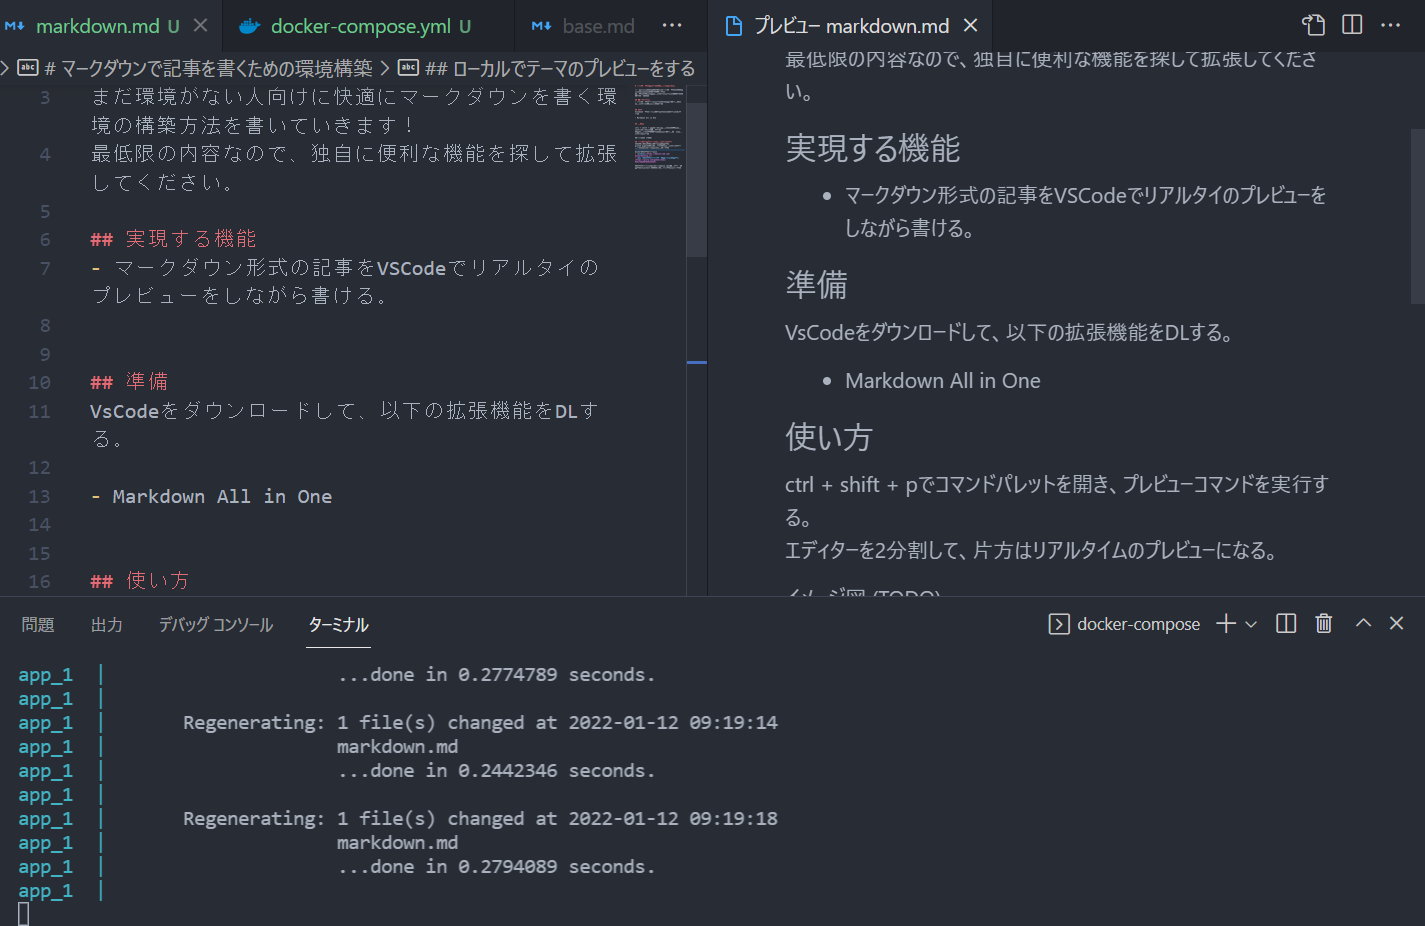 markdown.md U
docker-compose.yml U
base.md
プレビュー markdown.md
# マークダウンで記事を書くための環境構築 > ## ローカルでテーマのプレビューをする
3 まだ環境がない人向けに快適にマークダウンを書く環
境の構築方法を書いていきます！
4 最低限の内容なので、独自に便利な機能を探して拡張
してください。
5
6 ## 実現する機能
7 - マークダウン形式の記事をVSCodeでリアルタイの
プレビューをしながら書ける。
8
9
10 ## 準備
11 VsCodeをダウンロードして、以下の拡張機能をDLす
る。
12
13 - Markdown All in One
14
15
16 ## 使い方
最低限の内容なので、独自に便利な機能を探して拡張してくださ
い。
実現する機能
• マークダウン形式の記事をVSCodeでリアルタイのプレビューを
しながら書ける。
準備
VsCodeをダウンロードして、以下の拡張機能をDLする。
• Markdown All in One
使い方
ctrl + shift + pでコマンドパレットを開き、プレビューコマンドを実行す
る。
エディターを2分割して、片方はリアルタイムのプレビューになる。
イメージ図 (TODO)
問題 出力 デバッグ コンソール ターミナル
docker-compose
app_1 | ...done in 0.2774789 seconds.
app_1 |
app_1 | Regenerating: 1 file(s) changed at 2022-01-12 09:19:14
app_1 | markdown.md
app_1 | ...done in 0.2442346 seconds.
app_1 |
app_1 | Regenerating: 1 file(s) changed at 2022-01-12 09:19:18
app_1 | markdown.md
app_1 | ...done in 0.2794089 seconds.
app_1 |